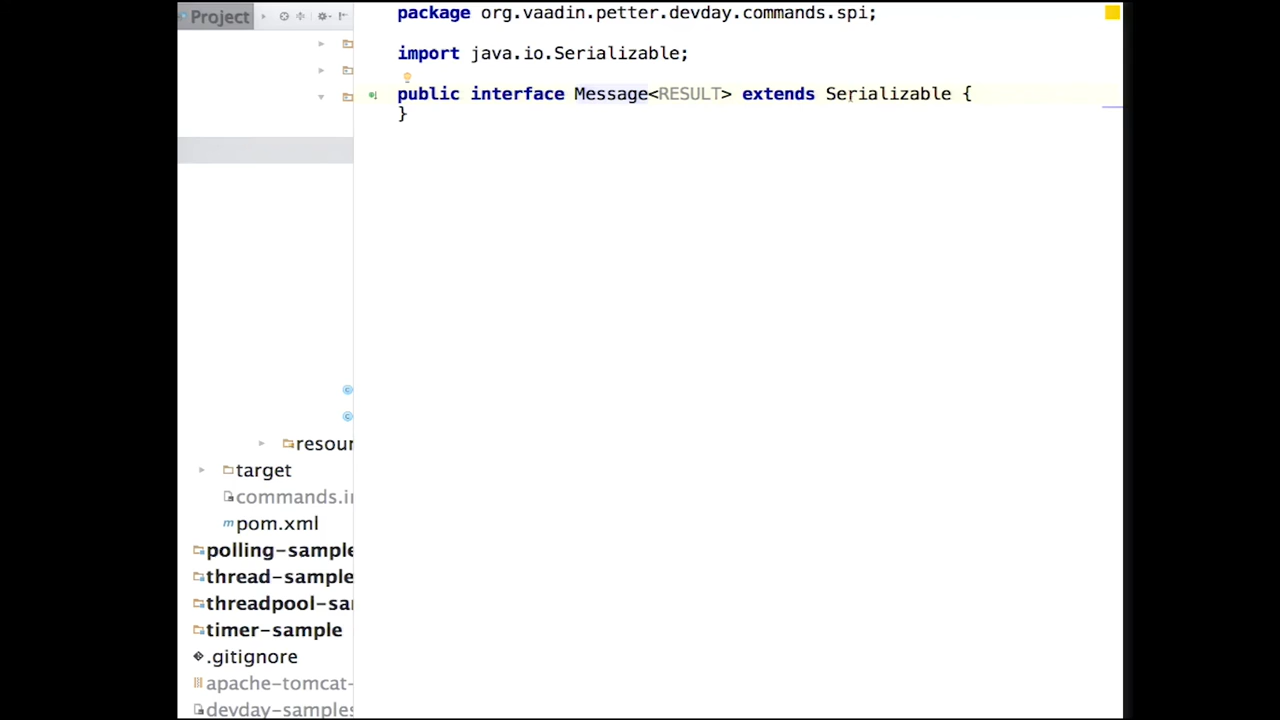 Project
package org.vaadin.petter.devday.commands.spi;
import java.io.Serializable;
public interface Message<RESULT> extends Serializable {
}
resour
target
commands.i
pom.xml
polling-sample
thread-sample
threadpool-sa
timer-sample
.gitignore
apache-tomcat-
devday-samples